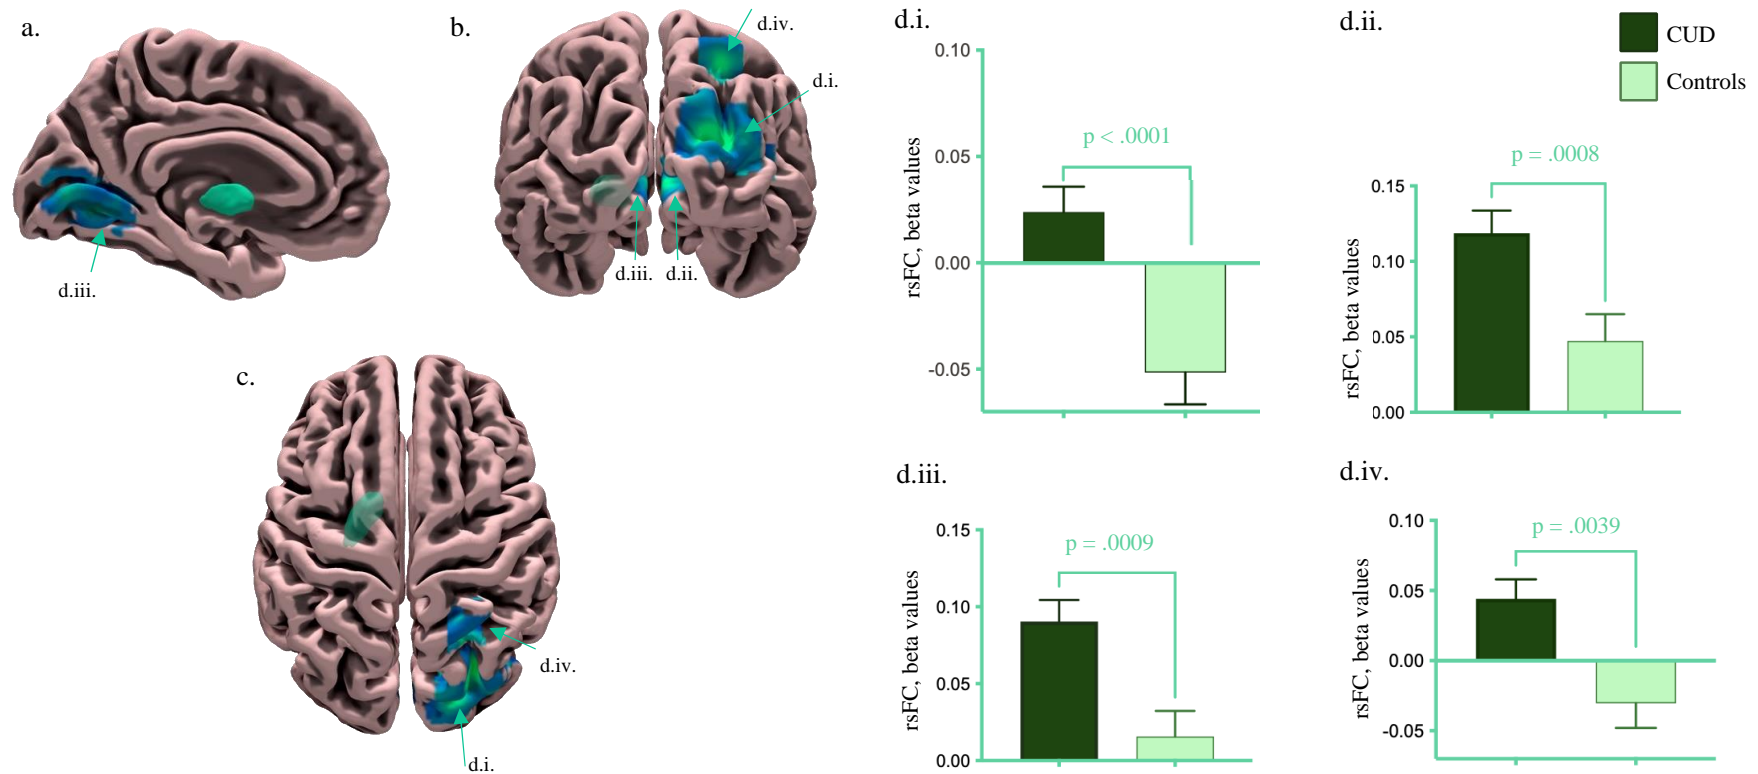 a.
b.
d.iv.
d.i.
d.iii.
d.ii.
d.iii.
c.
d.iv.
d.i.
d.i.
0.10
0.05
0.00
-0.05
rsFC, beta values
p < .0001
d.ii.
CUD
Controls
0.15
0.10
0.05
0.00
rsFC, beta values
p = .0008
d.iii.
0.15
0.10
0.05
0.00
rsFC, beta values
p = .0009
d.iv.
0.10
0.05
0.00
-0.05
rsFC, beta values
p = .0039